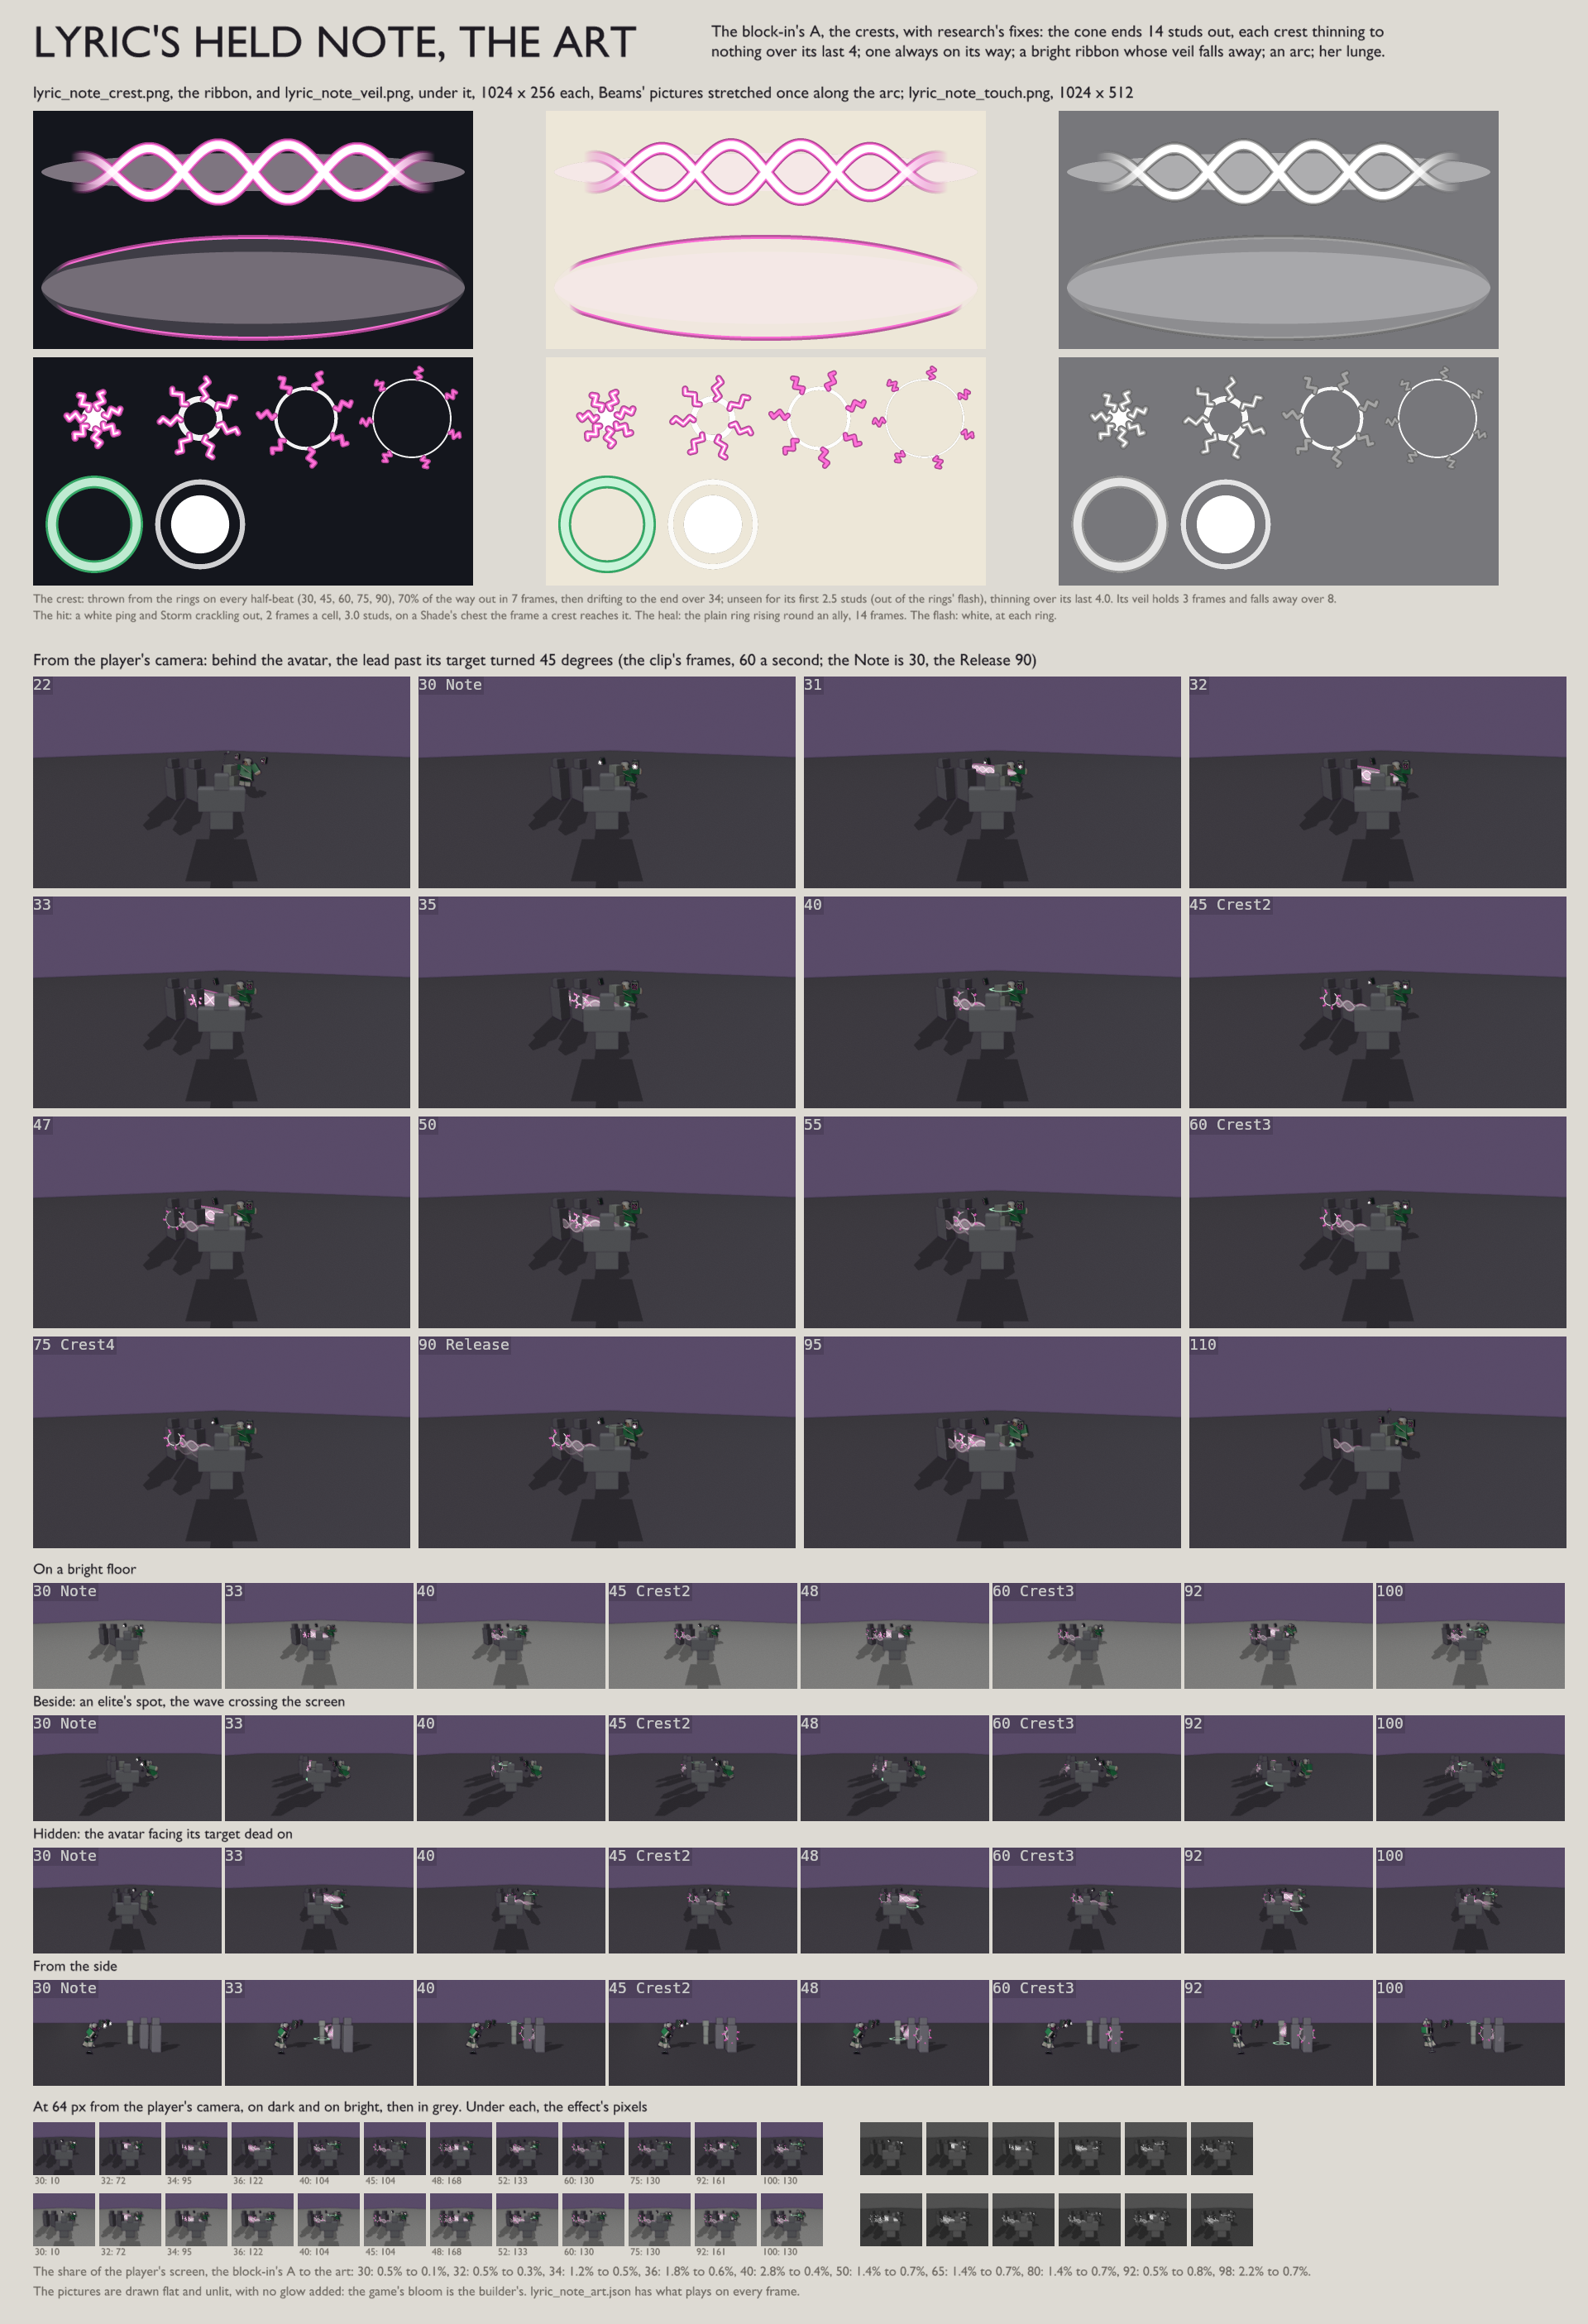 LYRIC'S HELD NOTE, THE ART
The block-in's A, the crests, with research's fixes: the cone ends 14 studs out, each crest thinning to
nothing over its last 4; one always on its way; a bright ribbon whose veil falls away; an arc; her lunge.
lyric_note_crest.png, the ribbon, and lyric_note_veil.png, under it, 1024 x 256 each, Beams' pictures stretched once along the arc; lyric_note_touch.png, 1024 x 512
The crest: thrown from the rings on every half-beat (30, 45, 60, 75, 90), 70% of the way out in 7 frames, then drifting to the end over 34; unseen for its first 2.5 studs (out of the rings' flash), thinning over its last 4.0. Its veil holds 3 frames and falls away over 8.
The hit: a white ping and Storm crackling out, 2 frames a cell, 3.0 studs, on a Shade's chest the frame a crest reaches it. The heal: the plain ring rising round an ally, 14 frames. The flash: white, at each ring.
From the player's camera: behind the avatar, the lead past its target turned 45 degrees (the clip's frames, 60 a second; the Note is 30, the Release 90)
22
30 Note
31
32
33
35
40
45 Crest2
47
50
55
60 Crest3
75 Crest4
90 Release
95
110
On a bright floor
30 Note
33
40
45 Crest2
48
60 Crest3
92
100
Beside: an elite's spot, the wave crossing the screen
30 Note
33
40
45 Crest2
48
60 Crest3
92
100
Hidden: the avatar facing its target dead on
30 Note
33
40
45 Crest2
48
60 Crest3
92
100
From the side
30 Note
33
40
45 Crest2
48
60 Crest3
92
100
At 64 px from the player's camera, on dark and on bright, then in grey. Under each, the effect's pixels
30: 10
32: 72
34: 95
36: 122
40: 104
45: 104
48: 168
52: 133
60: 130
75: 130
92: 161
100: 130
30: 10
32: 72
34: 95
36: 122
40: 104
45: 104
48: 168
52: 133
60: 130
75: 130
92: 161
100: 130
The share of the player's screen, the block-in's A to the art: 30: 0.5% to 0.1%, 32: 0.5% to 0.3%, 34: 1.2% to 0.5%, 36: 1.8% to 0.6%, 40: 2.8% to 0.4%, 50: 1.4% to 0.7%, 65: 1.4% to 0.7%, 80: 1.4% to 0.7%, 92: 0.5% to 0.8%, 98: 2.2% to 0.7%.
The pictures are drawn flat and unlit, with no glow added: the game's bloom is the builder's. lyric_note_art.json has what plays on every frame.